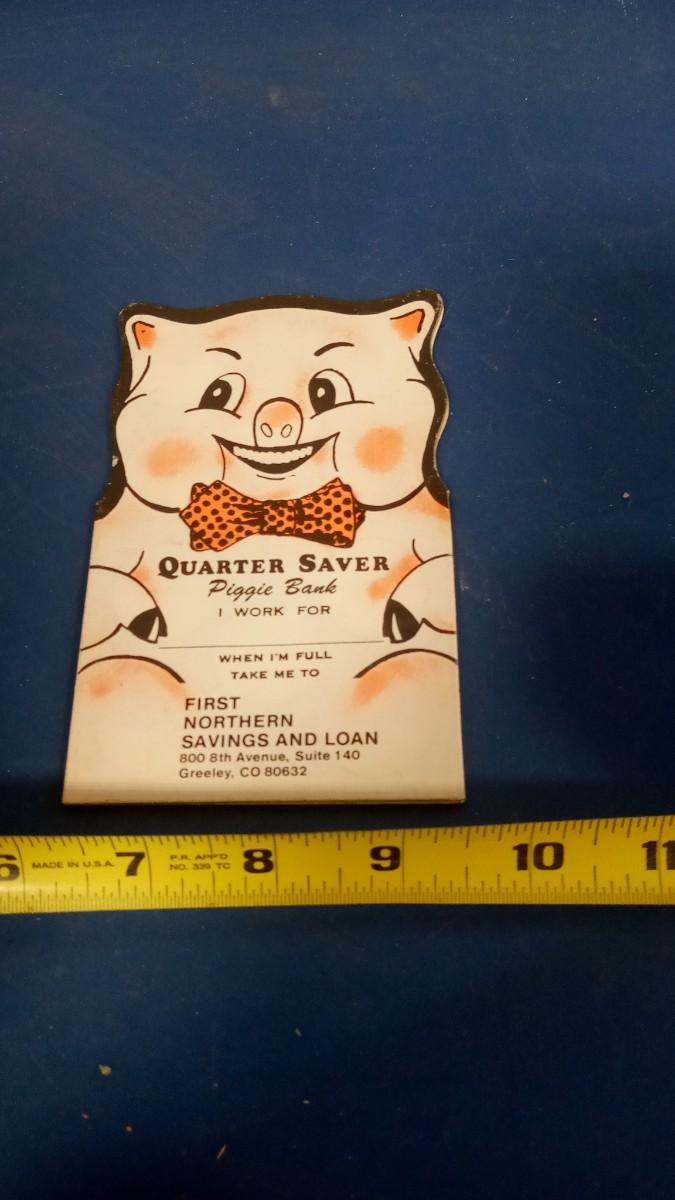 QUARTER SAVER
Piggie Bank
I WORK FOR
WHEN I'M FULL
TAKE ME TO
FIRST
NORTHERN
SAVINGS AND LOAN
800 8th Avenue, Suite 140
Greeley, CO 80632
6 MADE IN U.S.A. 7 P.R. APP'D 8 9 10 11
NO. 339 TC